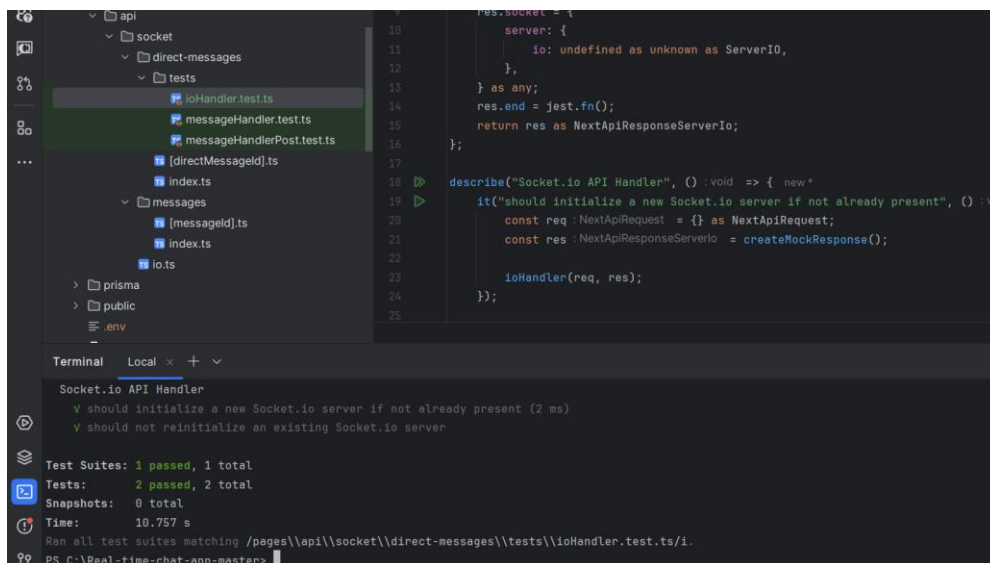 api
socket
direct-messages
tests
ioHandler.test.ts
messageHandler.test.ts
messageHandlerPost.test.ts
[directMessageId].ts
index.ts
messages
[messageId].ts
index.ts
io.ts
prisma
public
.env
9 res.socket = {
10 server: {
11 io: undefined as unknown as ServerIO,
12 },
13 } as any;
14 res.end = jest.fn();
15 return res as NextApiResponseServerIo;
16 };
17
18 describe("Socket.io API Handler", () : void => { new *
19 it("should initialize a new Socket.io server if not already present", () : v
20 const req : NextApiRequest = {} as NextApiRequest;
21 const res : NextApiResponseServerIo = createMockResponse();
22
23 ioHandler(req, res);
24 });
25
Terminal Local × + ⌄
Socket.io API Handler
√ should initialize a new Socket.io server if not already present (2 ms)
√ should not reinitialize an existing Socket.io server
Test Suites: 1 passed, 1 total
Tests: 2 passed, 2 total
Snapshots: 0 total
Time: 10.757 s
Ran all test suites matching /pages\\api\\socket\\direct-messages\\tests\\ioHandler.test.ts/i.
PS C:\Real-time-chat-app-master>